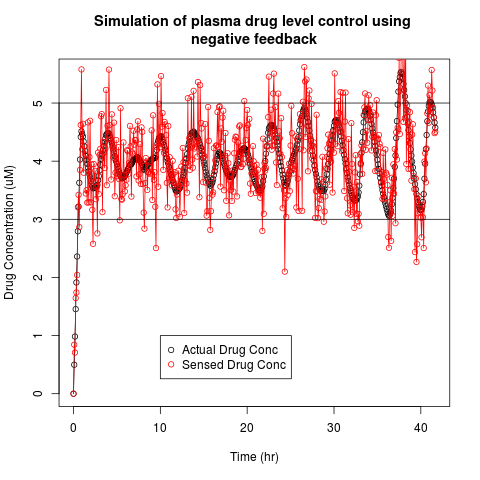 Simulation of plasma drug level control using
negative feedback
Drug Concentration (uM)
5
4
3
2
1
0
Actual Drug Conc
Sensed Drug Conc
0 10 20 30 40
Time (hr)